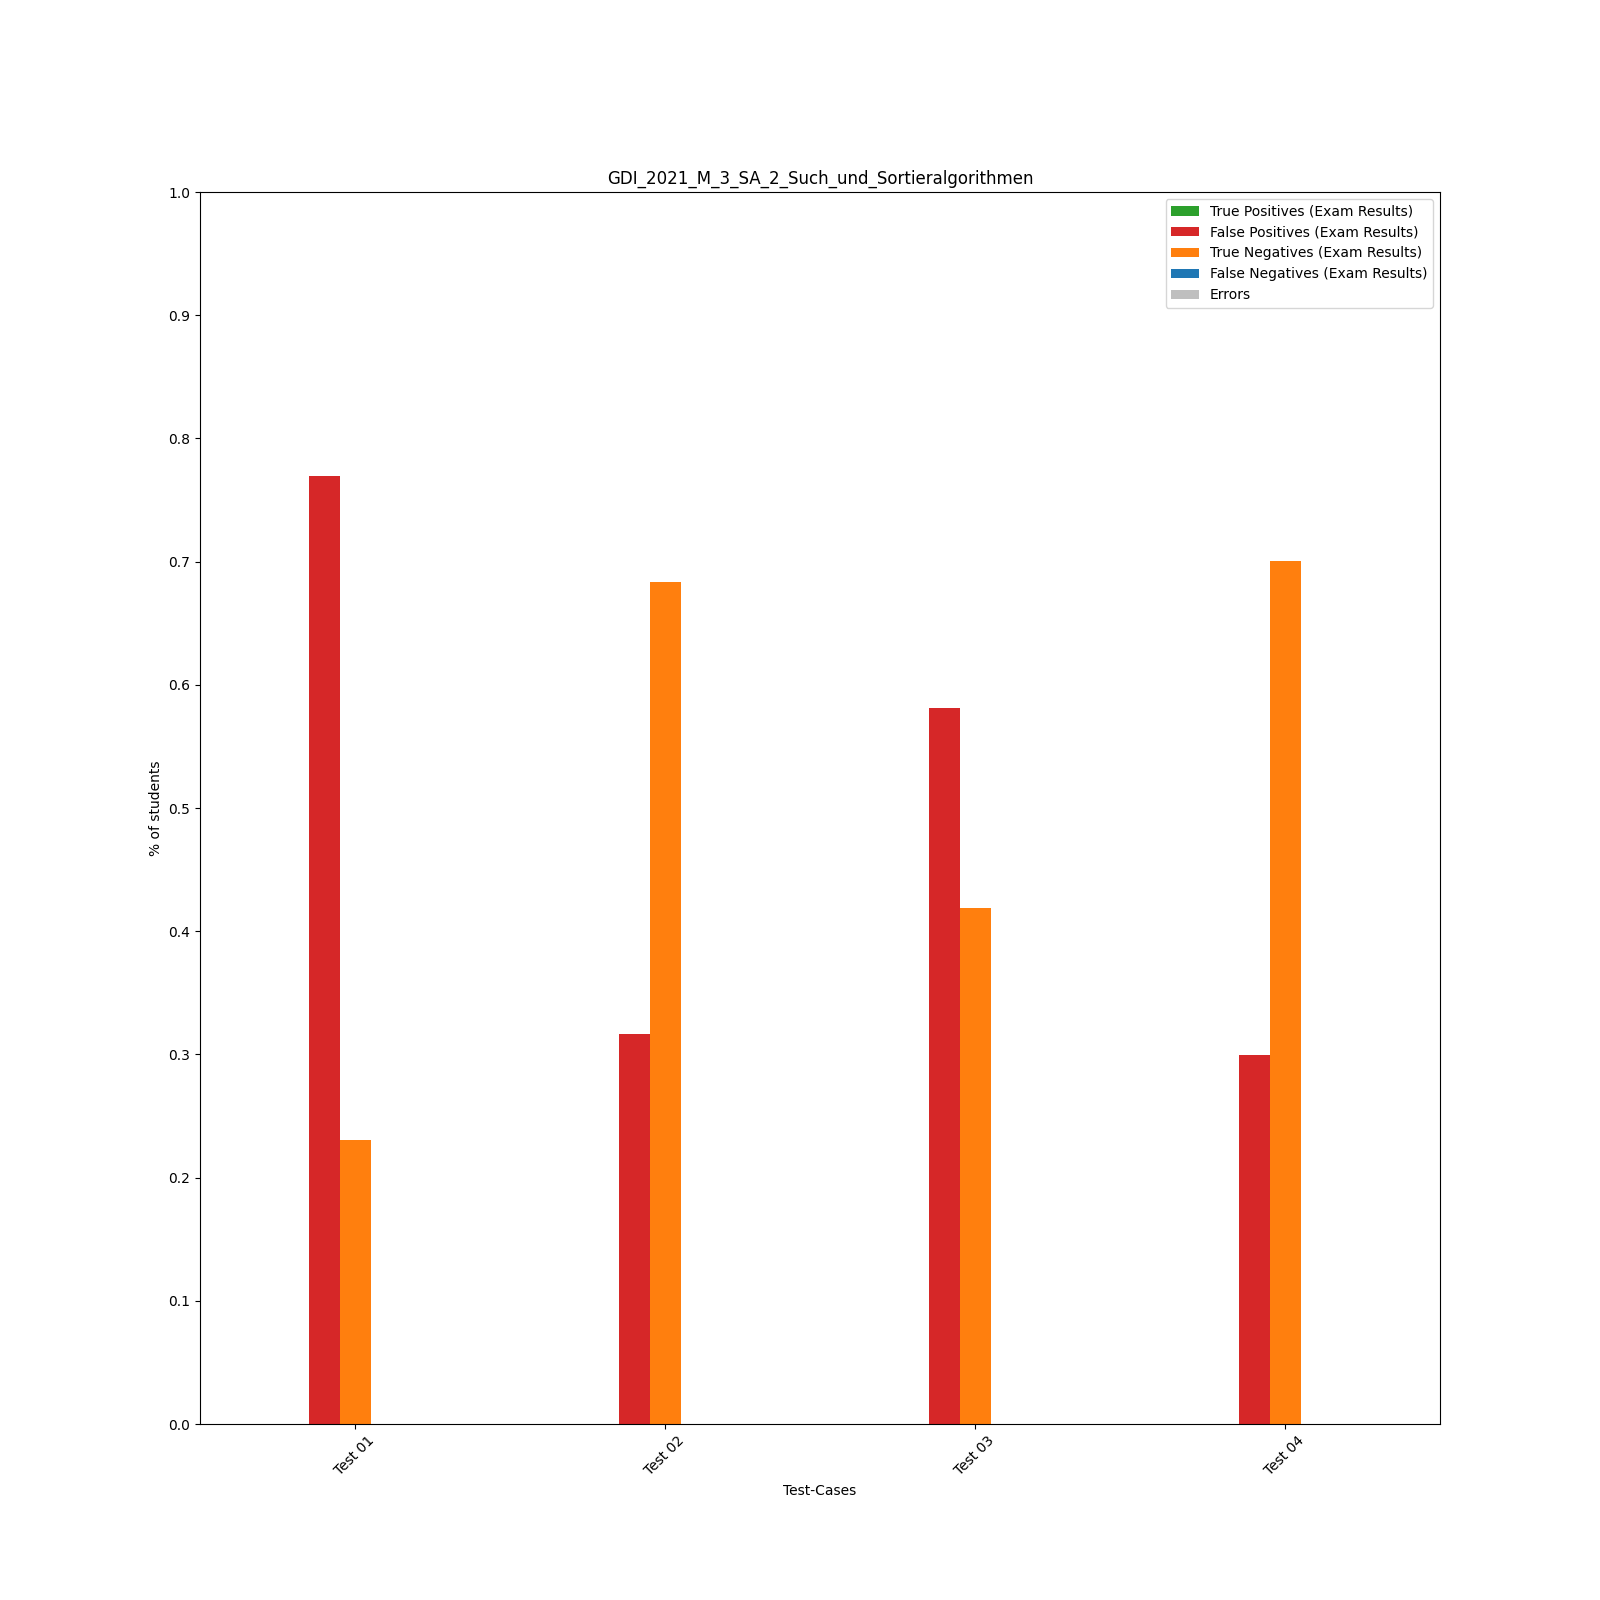 GDI_2021_M_3_SA_2_Such_und_Sortieralgorithmen
True Positives (Exam Results)
False Positives (Exam Results)
True Negatives (Exam Results)
False Negatives (Exam Results)
Errors
1.0
0.9
0.8
0.7
0.6
0.5
0.4
0.3
0.2
0.1
0.0
% of students
Test 01
Test 02
Test 03
Test 04
Test-Cases